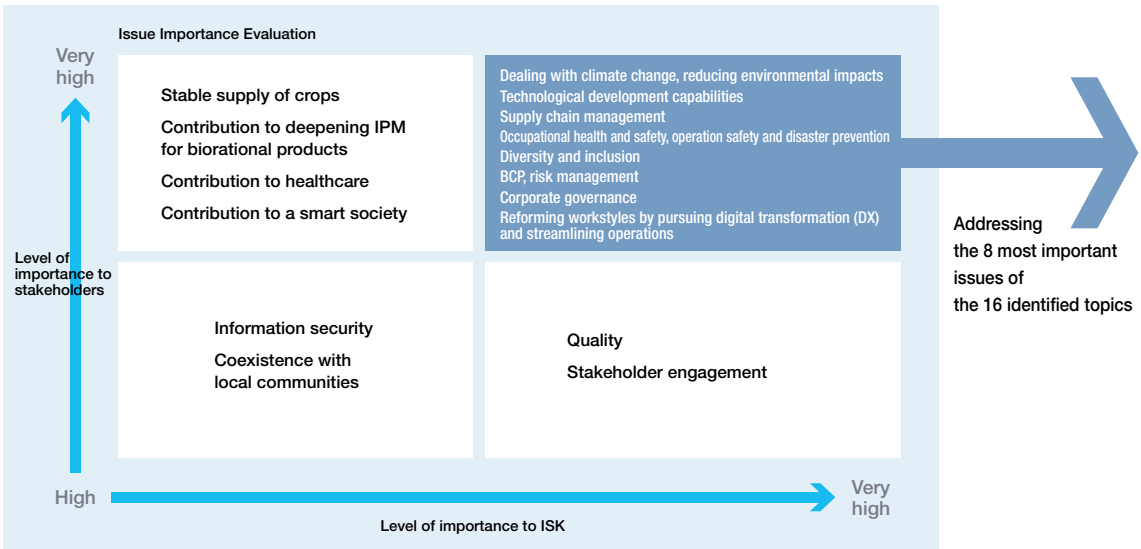 Issue Importance Evaluation
Very
high
Stable supply of crops
Contribution to deepening IPM
for biorational products
Contribution to healthcare
Contribution to a smart society
Dealing with climate change, reducing environmental impacts
Technological development capabilities
Supply chain management
Occupational health and safety, operation safety and disaster prevention
Diversity and inclusion
BCP, risk management
Corporate governance
Reforming workstyles by pursuing digital transformation (DX)
and streamlining operations
Addressing
the 8 most important
issues of
the 16 identified topics
Level of
importance to
stakeholders
Information security
Coexistence with
local communities
Quality
Stakeholder engagement
High
Very
high
Level of importance to ISK